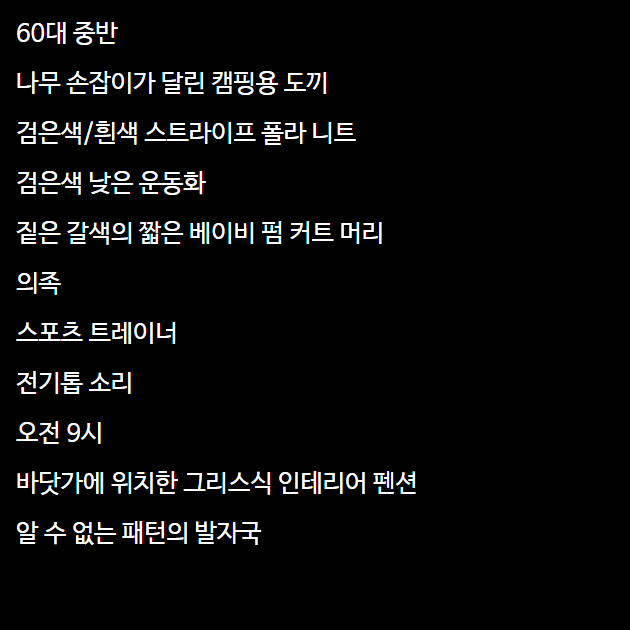 60대 중반
나무 손잡이가 달린 캠핑용 도끼
검은색/흰색 스트라이프 폴라 니트
검은색 낮은 운동화
짙은 갈색의 짧은 베이비 펌 커트 머리
의족
스포츠 트레이너
전기톱 소리
오전 9시
바닷가에 위치한 그리스식 인테리어 펜션
알 수 없는 패턴의 발자국